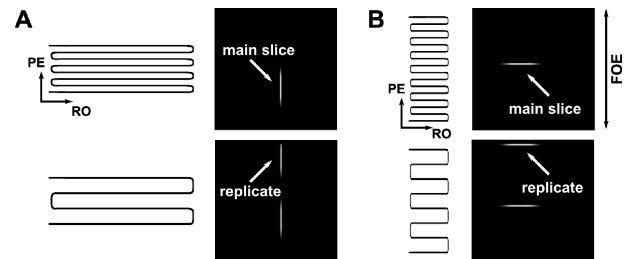 A
PE
RO
main slice
replicate
B
PE
RO
main slice
FOE
replicate